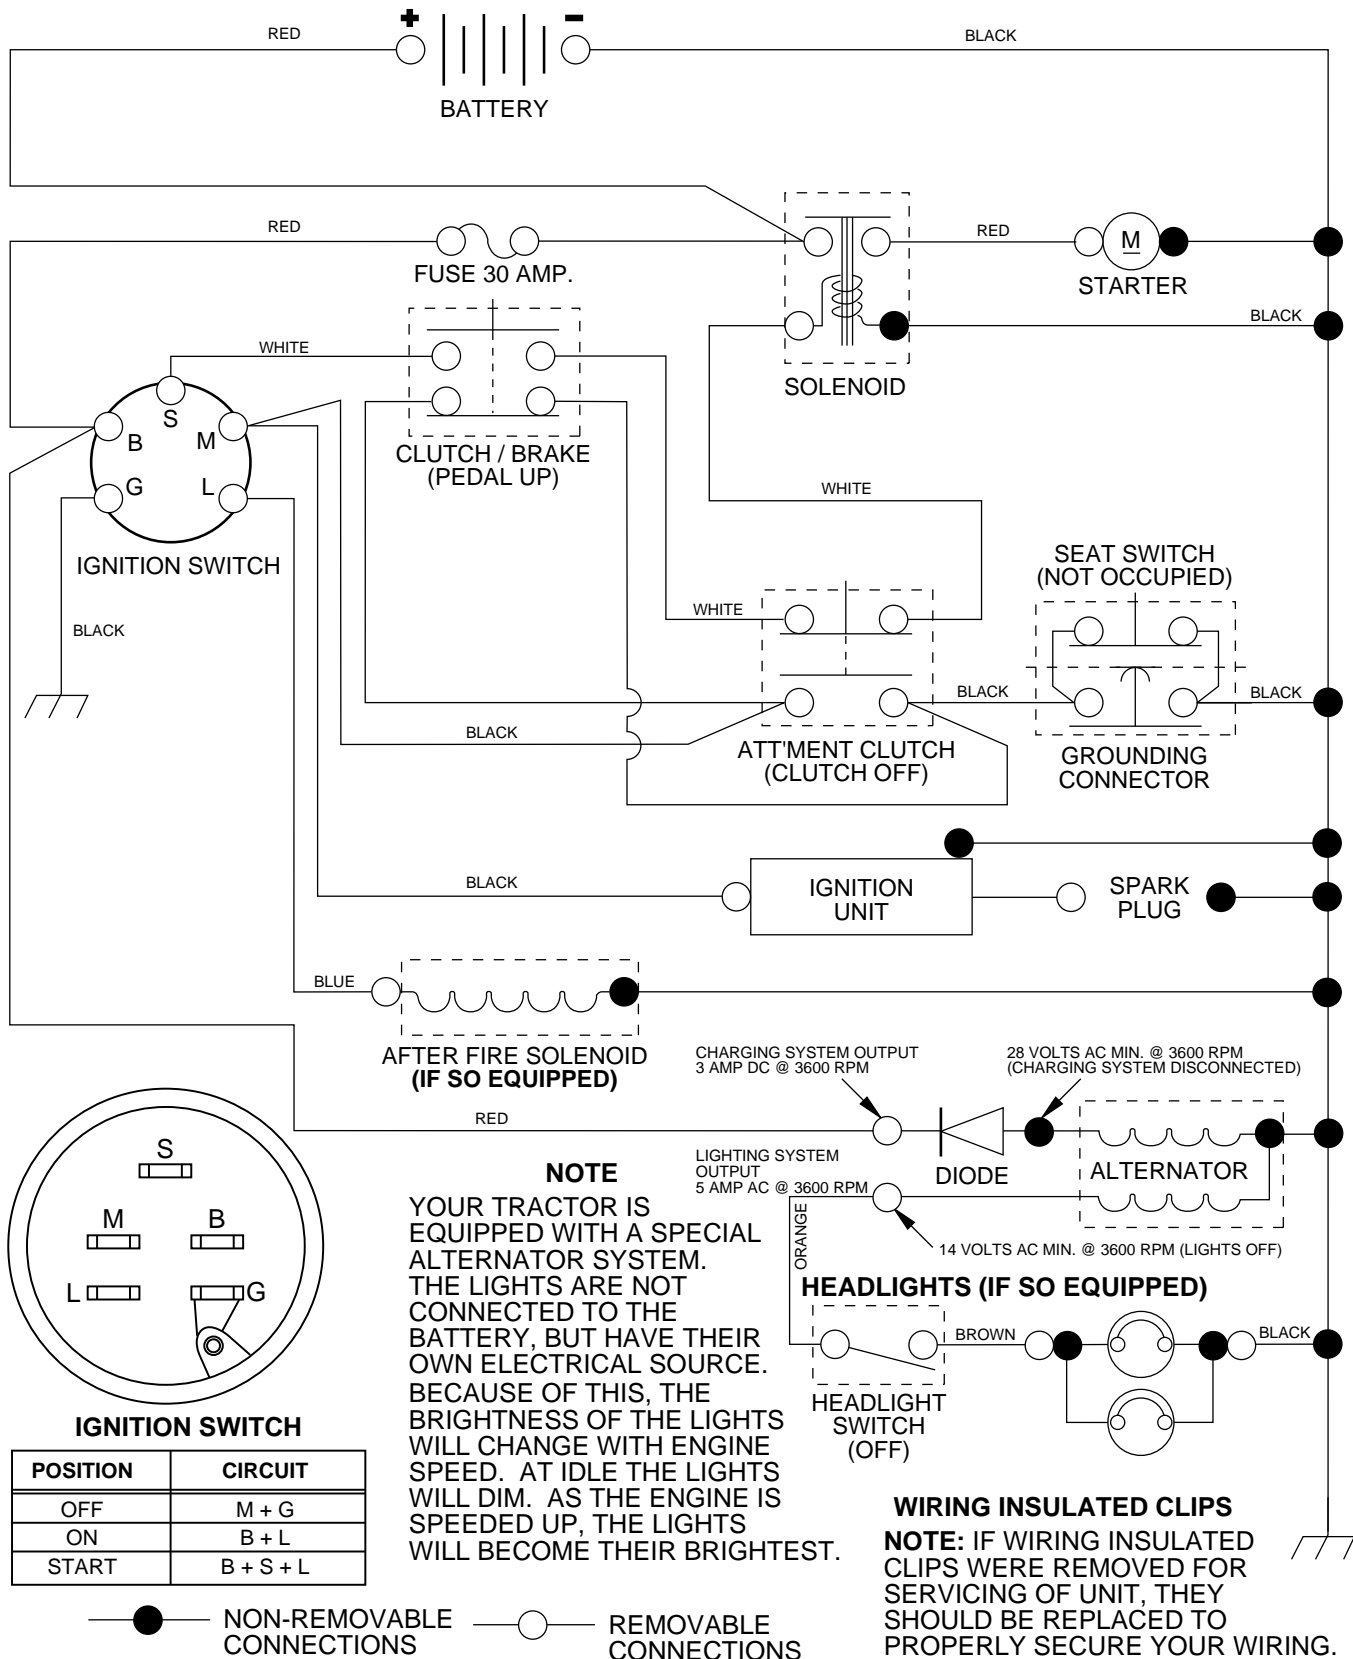 +
-
RED
BLACK
BATTERY
RED
FUSE 30 AMP.
RED
M
STARTER
BLACK
SOLENOID
WHITE
S
B
M
G
L
IGNITION SWITCH
CLUTCH / BRAKE
(PEDAL UP)
WHITE
BLACK
WHITE
SEAT SWITCH
(NOT OCCUPIED)
BLACK
BLACK
BLACK
ATT'MENT CLUTCH
(CLUTCH OFF)
GROUNDING
CONNECTOR
BLACK
IGNITION
UNIT
SPARK
PLUG
BLUE
AFTER FIRE SOLENOID
(IF SO EQUIPPED)
CHARGING SYSTEM OUTPUT
3 AMP DC @ 3600 RPM
28 VOLTS AC MIN. @ 3600 RPM
(CHARGING SYSTEM DISCONNECTED)
RED
DIODE
ALTERNATOR
LIGHTING SYSTEM
OUTPUT
5 AMP AC @ 3600 RPM
ORANGE
14 VOLTS AC MIN. @ 3600 RPM (LIGHTS OFF)
HEADLIGHTS (IF SO EQUIPPED)
BROWN
BLACK
HEADLIGHT
SWITCH
(OFF)
S
M
B
L
G
IGNITION SWITCH
POSITION CIRCUIT
OFF M + G
ON B + L
START B + S + L
NOTE
YOUR TRACTOR IS
EQUIPPED WITH A SPECIAL
ALTERNATOR SYSTEM.
THE LIGHTS ARE NOT
CONNECTED TO THE
BATTERY, BUT HAVE THEIR
OWN ELECTRICAL SOURCE.
BECAUSE OF THIS, THE
BRIGHTNESS OF THE LIGHTS
WILL CHANGE WITH ENGINE
SPEED. AT IDLE THE LIGHTS
WILL DIM. AS THE ENGINE IS
SPEEDED UP, THE LIGHTS
WILL BECOME THEIR BRIGHTEST.
WIRING INSULATED CLIPS
NOTE: IF WIRING INSULATED
CLIPS WERE REMOVED FOR
SERVICING OF UNIT, THEY
SHOULD BE REPLACED TO
PROPERLY SECURE YOUR WIRING.
NON-REMOVABLE
CONNECTIONS
REMOVABLE
CONNECTIONS